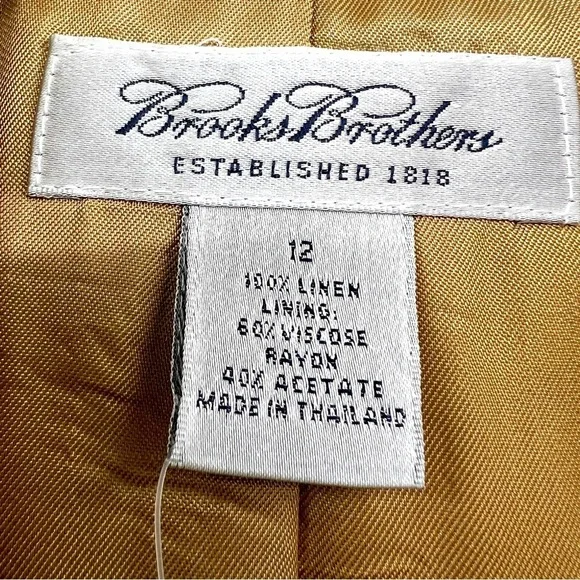 Brooks Brothers
ESTABLISHED 1818
12
100% LINEN
LINING:
60% VISCOSE
RAYON
40% ACETATE
MADE IN THAILAND